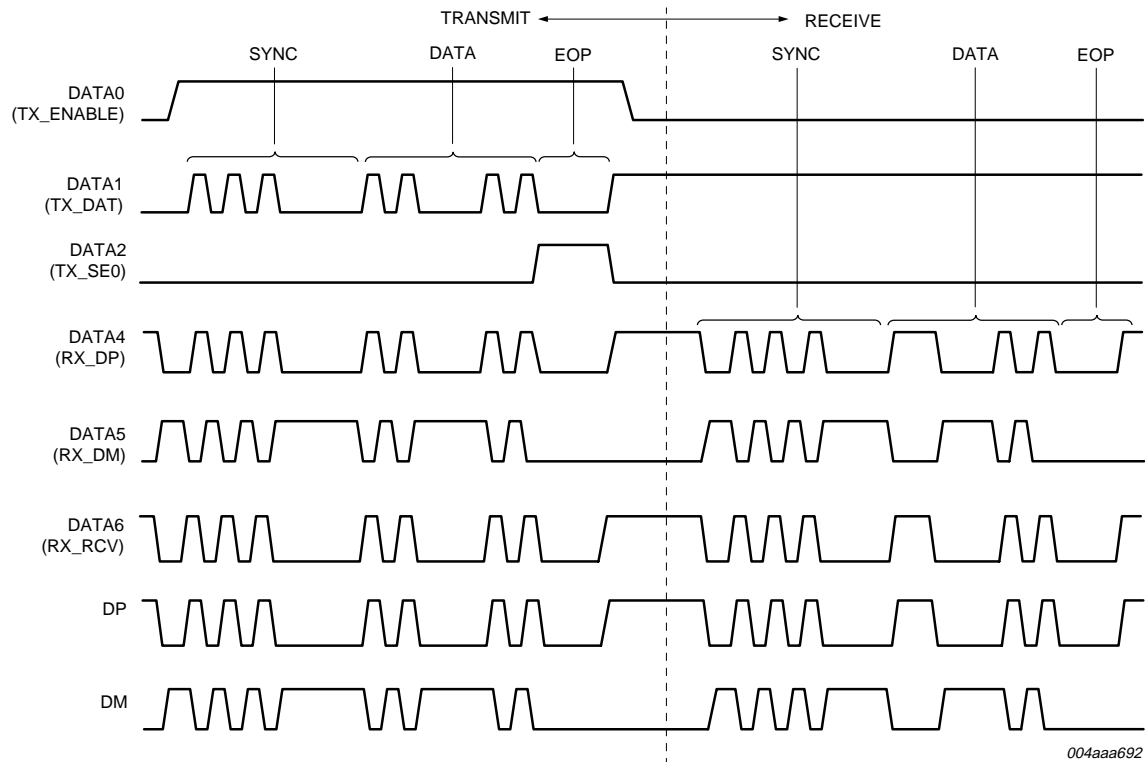 TRANSMIT
RECEIVE
SYNC
DATA
EOP
SYNC
DATA
EOP
DATA0
(TX_ENABLE)
DATA1
(TX_DAT)
DATA2
(TX_SE0)
DATA4
(RX_DP)
DATA5
(RX_DM)
DATA6
(RX_RCV)
DP
DM
004aaa692